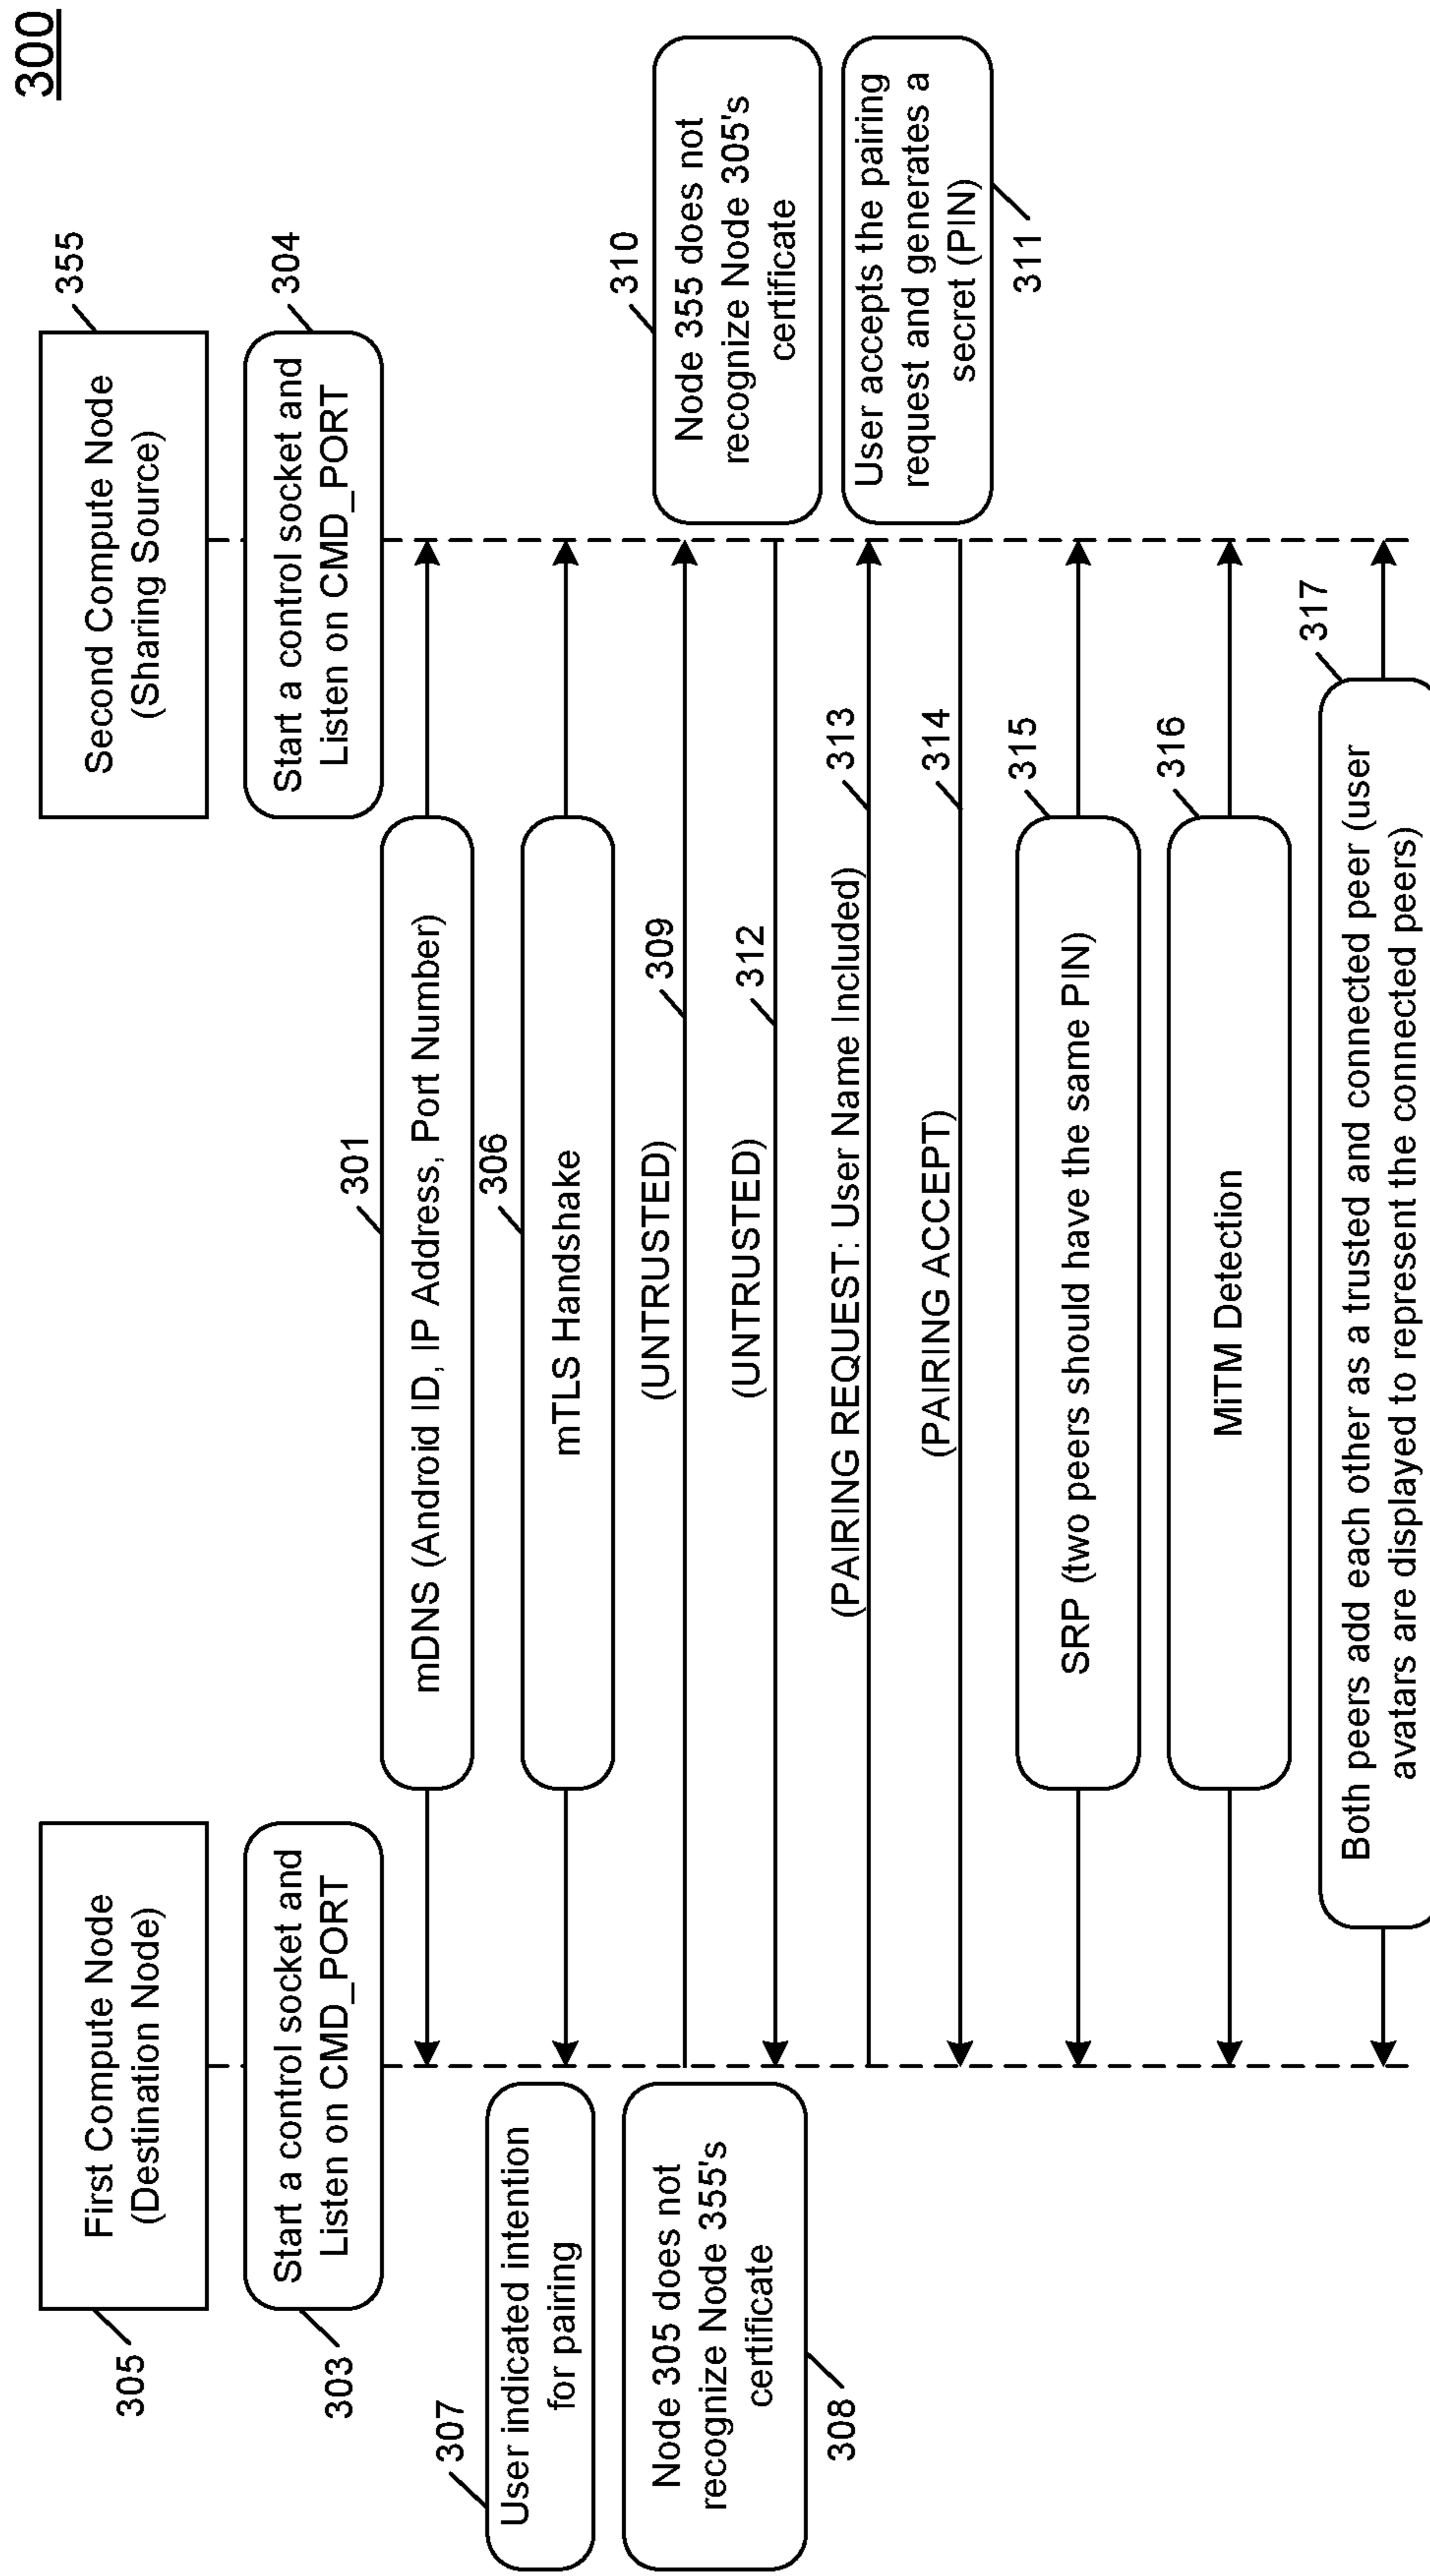 300
First Compute Node
(Destination Node)
305
Second Compute Node
(Sharing Source)
355
Start a control socket and
Listen on CMD_PORT
303
Start a control socket and
Listen on CMD_PORT
304
301
mDNS (Android ID, IP Address, Port Number)
306
mTLS Handshake
307
User indicated intention
for pairing
Node 305 does not
recognize Node 355's
certificate
308
(UNTRUSTED)
309
310
Node 355 does not
recognize Node 305's
certificate
(UNTRUSTED)
312
User accepts the pairing
request and generates a
secret (PIN)
311
(PAIRING REQUEST: User Name Included)
313
(PAIRING ACCEPT)
314
315
SRP (two peers should have the same PIN)
316
MiTM Detection
317
Both peers add each other as a trusted and connected peer (user
avatars are displayed to represent the connected peers)